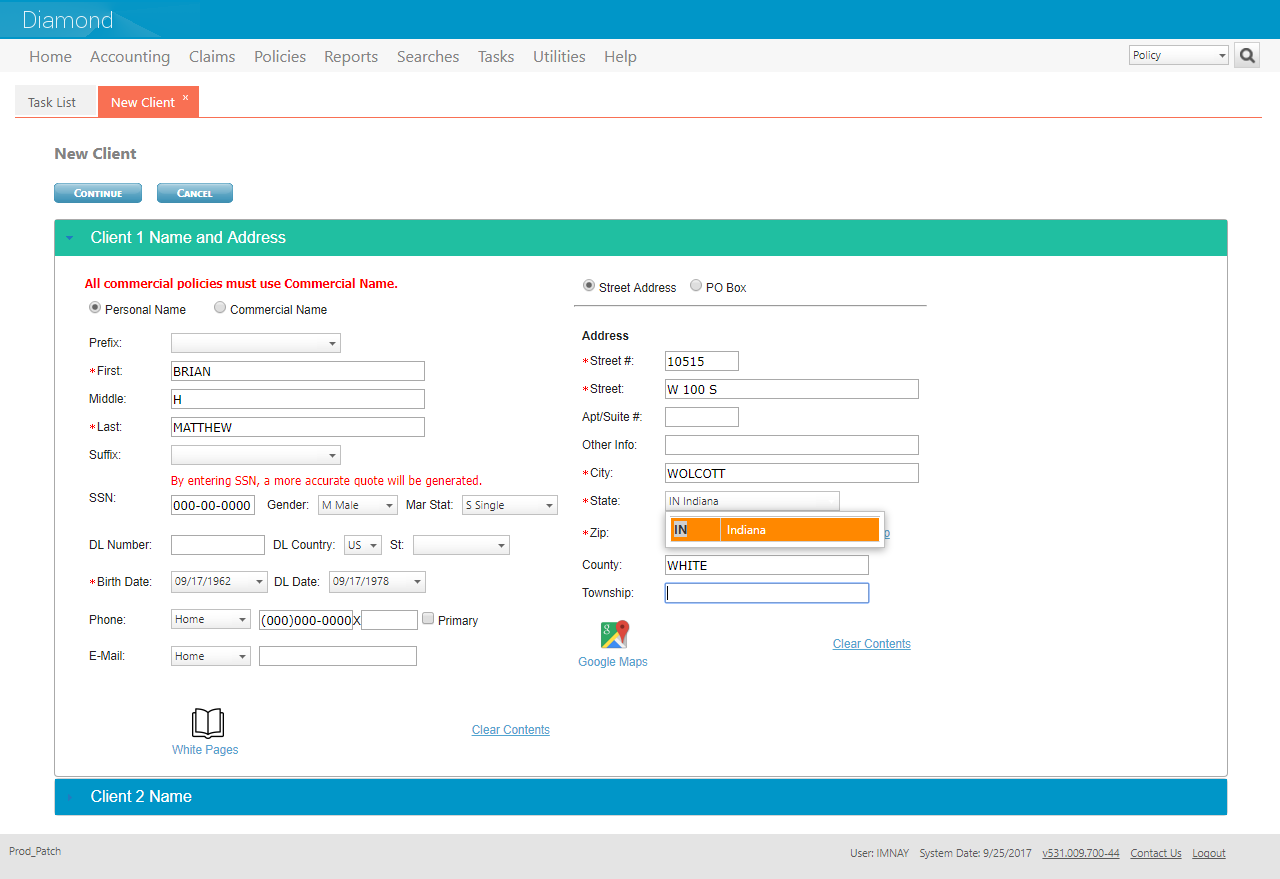 Diamond
Home Accounting Claims Policies Reports Searches Tasks Utilities Help Policy
Task List New Client ×
New Client
CONTINUE CANCEL
Client 1 Name and Address
All commercial policies must use Commercial Name.
Personal Name Commercial Name
Prefix:
*First: BRIAN
Middle: H
*Last: MATTHEW
Suffix:
By entering SSN, a more accurate quote will be generated.
SSN: 000-00-0000 Gender: M Male Mar Stat: S Single
DL Number: DL Country: US St:
*Birth Date: 09/17/1962 DL Date: 09/17/1978
Phone: Home (000)000-0000X Primary
E-Mail: Home
White Pages
Clear Contents
Street Address PO Box
Address
*Street #: 10515
*Street: W 100 S
Apt/Suite #:
Other Info:
*City: WOLCOTT
*State: IN Indiana
IN Indiana
*Zip:
County: WHITE
Township:
Google Maps
Clear Contents
Client 2 Name
Prod_Patch User: IMNAY System Date: 9/25/2017 v531.009.700-44 Contact Us Logout